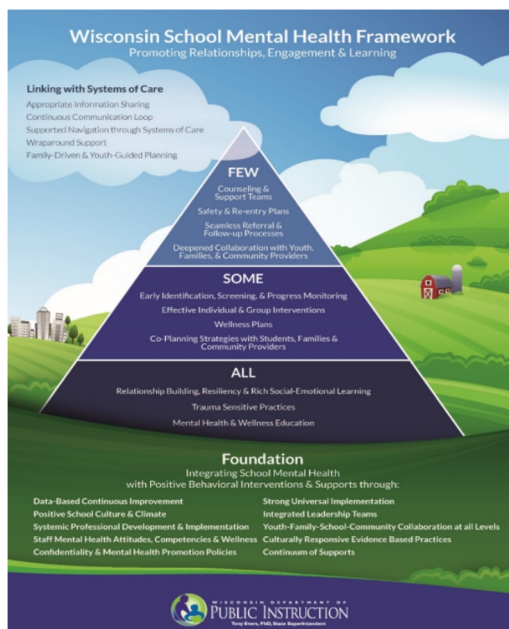 Wisconsin School Mental Health Framework
Promoting Relationships, Engagement & Learning
Linking with Systems of Care
Appropriate Information Sharing
Continuous Communication Loop
Supported Navigation through Systems of Care
Wraparound Support
Family-Driven & Youth-Guided Planning
FEW
Counseling &
Support Teams
Safety & Re-entry Plans
Seamless Referral &
Follow-up Processes
Deepened Collaboration with Youth,
Families, & Community Providers
SOME
Early Identification, Screening, & Progress Monitoring
Effective Individual & Group Interventions
Wellness Plans
Co-Planning Strategies with Students, Families &
Community Providers
ALL
Relationship Building, Resiliency & Rich Social-Emotional Learning
Trauma Sensitive Practices
Mental Health & Wellness Education
Foundation
Integrating School Mental Health
with Positive Behavioral Interventions & Supports through:
Data-Based Continuous Improvement
Positive School Culture & Climate
Systemic Professional Development & Implementation
Staff Mental Health Attitudes, Competencies & Wellness
Confidentiality & Mental Health Promotion Policies
Strong Universal Implementation
Integrated Leadership Teams
Youth-Family-School-Community Collaboration at all Levels
Culturally Responsive Evidence Based Practices
Continuum of Supports
WISCONSIN DEPARTMENT OF
PUBLIC INSTRUCTION
Tony Evers, PhD, State Superintendent